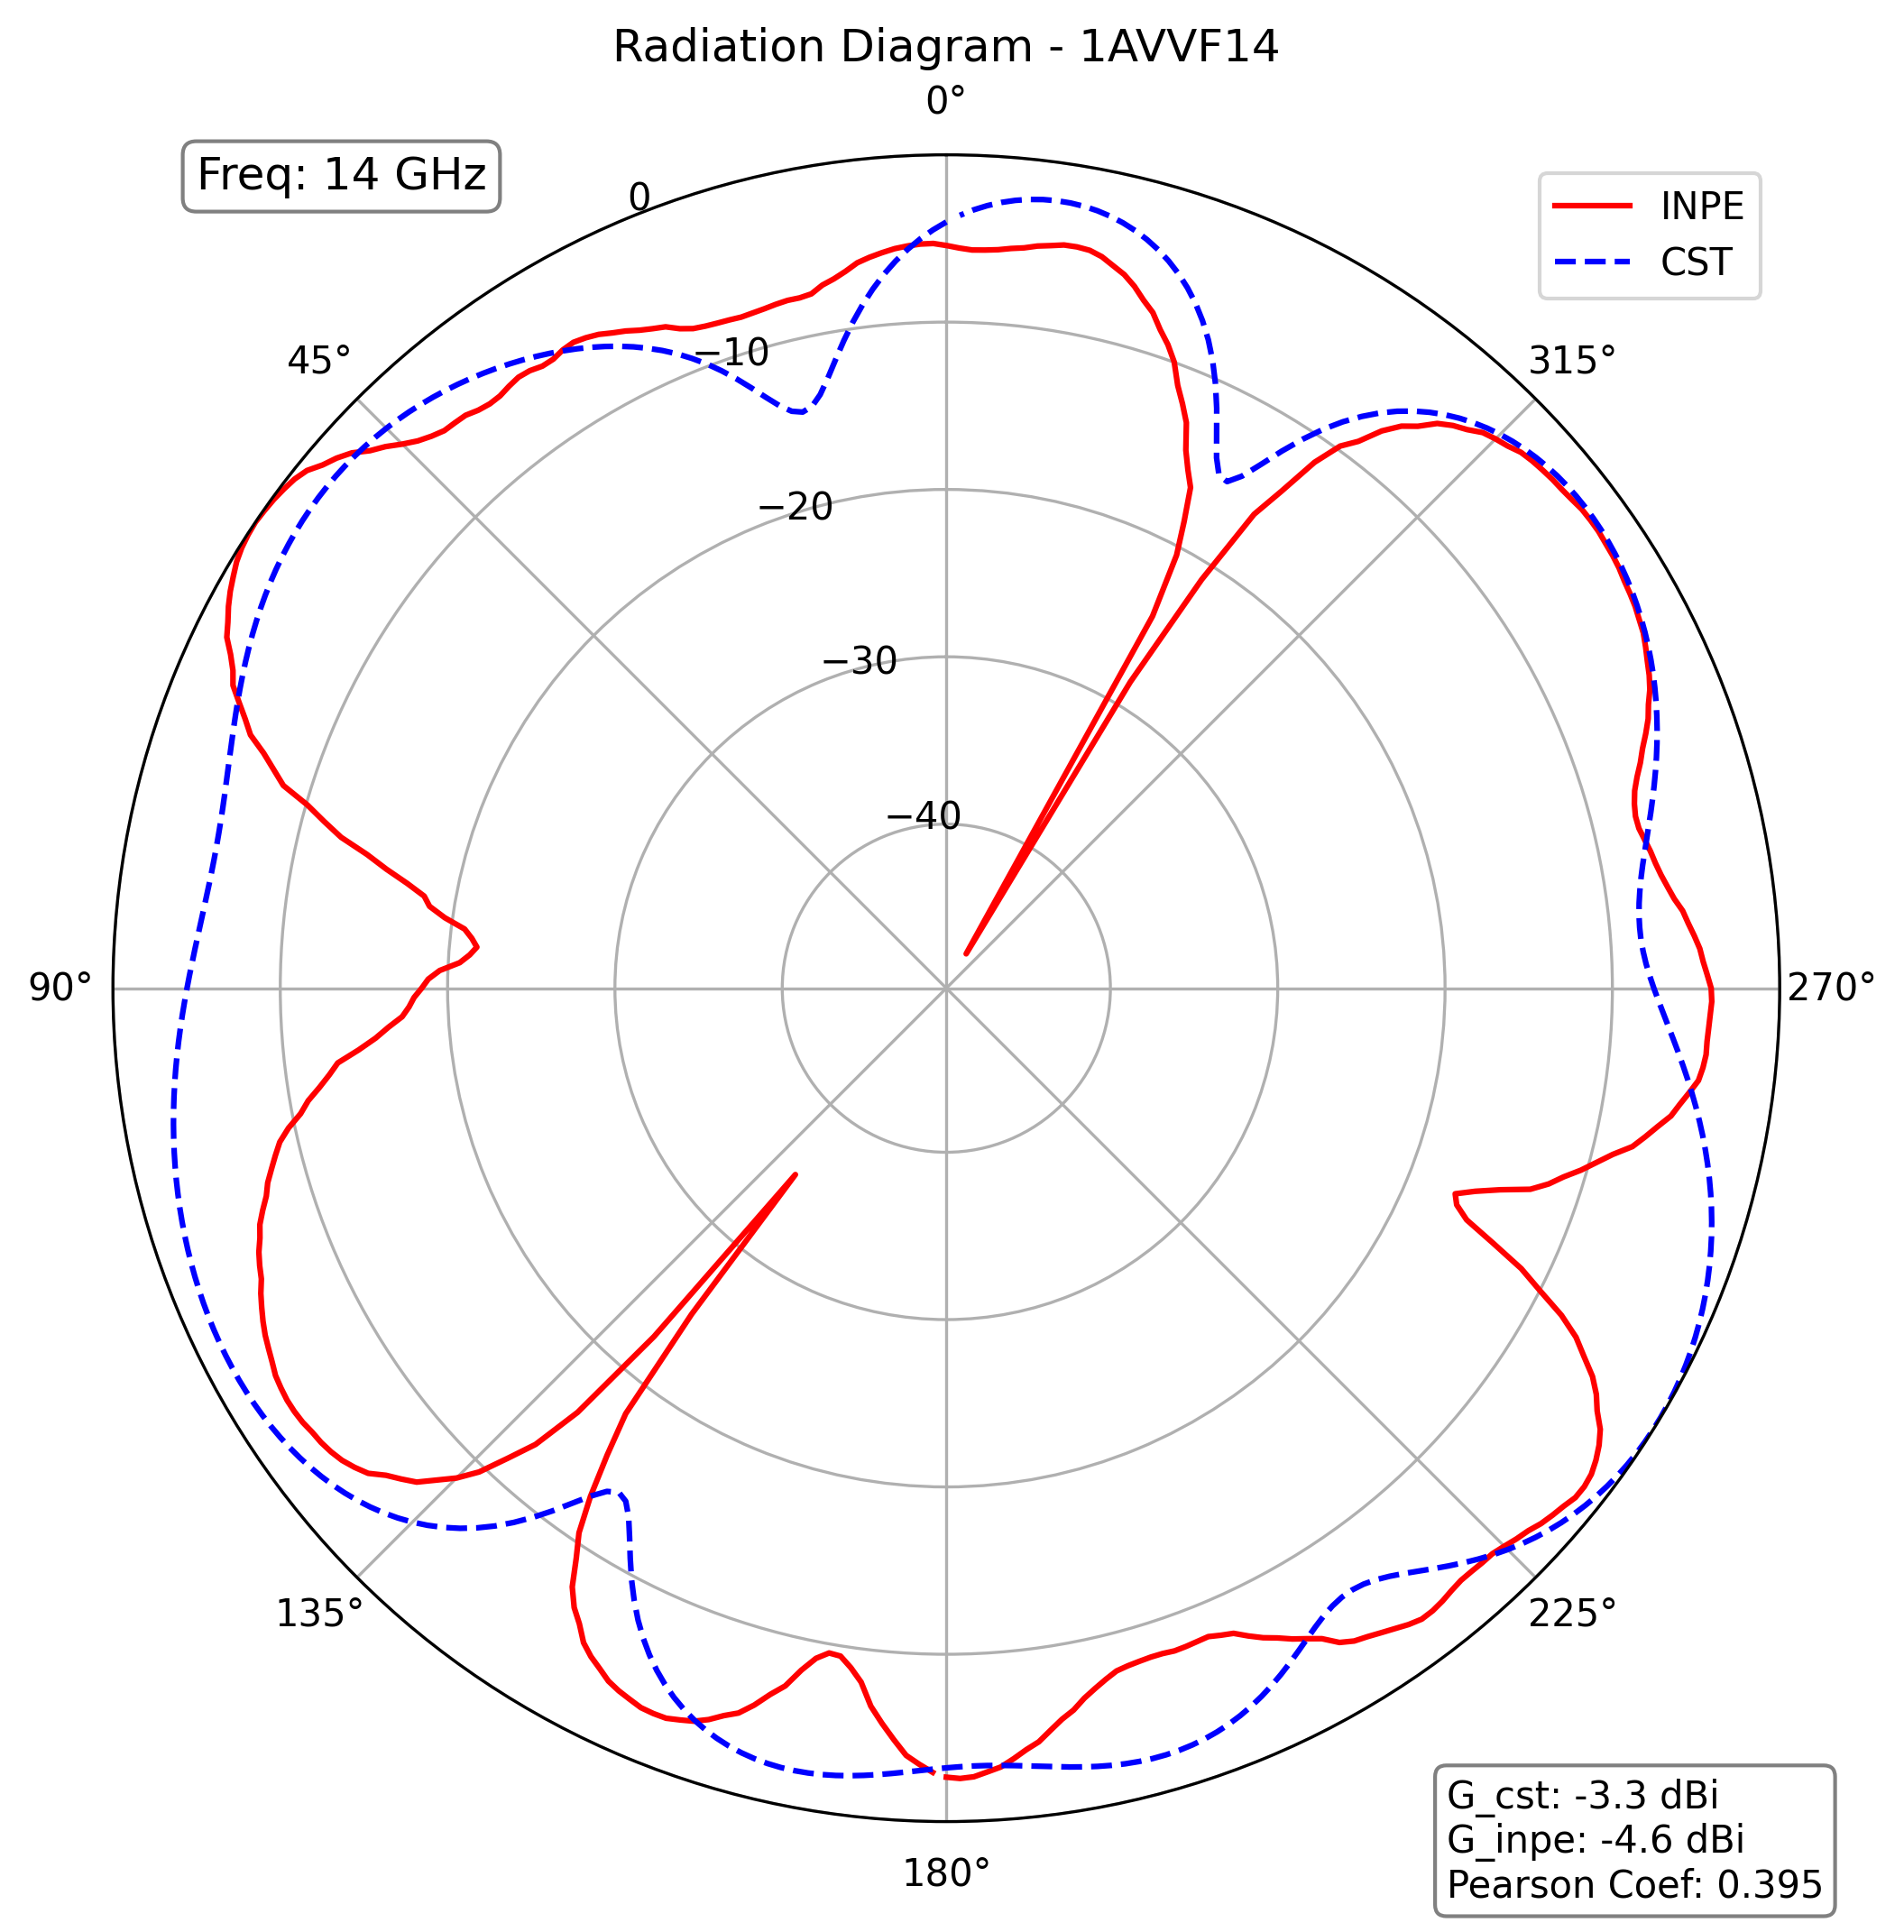 Radiation Diagram - 1AVVF14
0°
Freq: 14 GHz
0
INPE
CST
45°
−10
315°
−20
−30
−40
90°
270°
135°
225°
180°
G_cst: -3.3 dBi
G_inpe: -4.6 dBi
Pearson Coef: 0.395